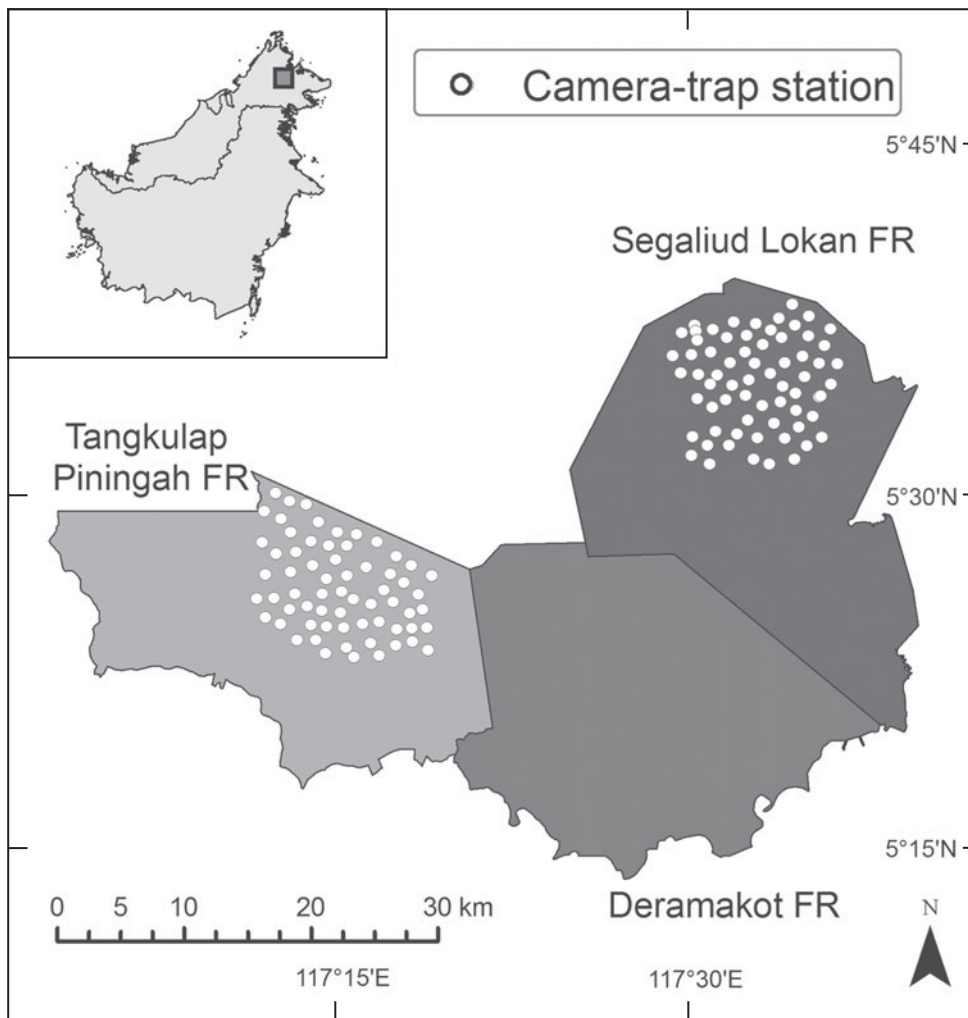 Camera-trap station
5°45'N
Segaliud Lokan FR
Tangkulap
Piningah FR
5°30'N
5°15'N
Deramakot FR
0 5 10 20 30 km
N
117°15'E
117°30'E